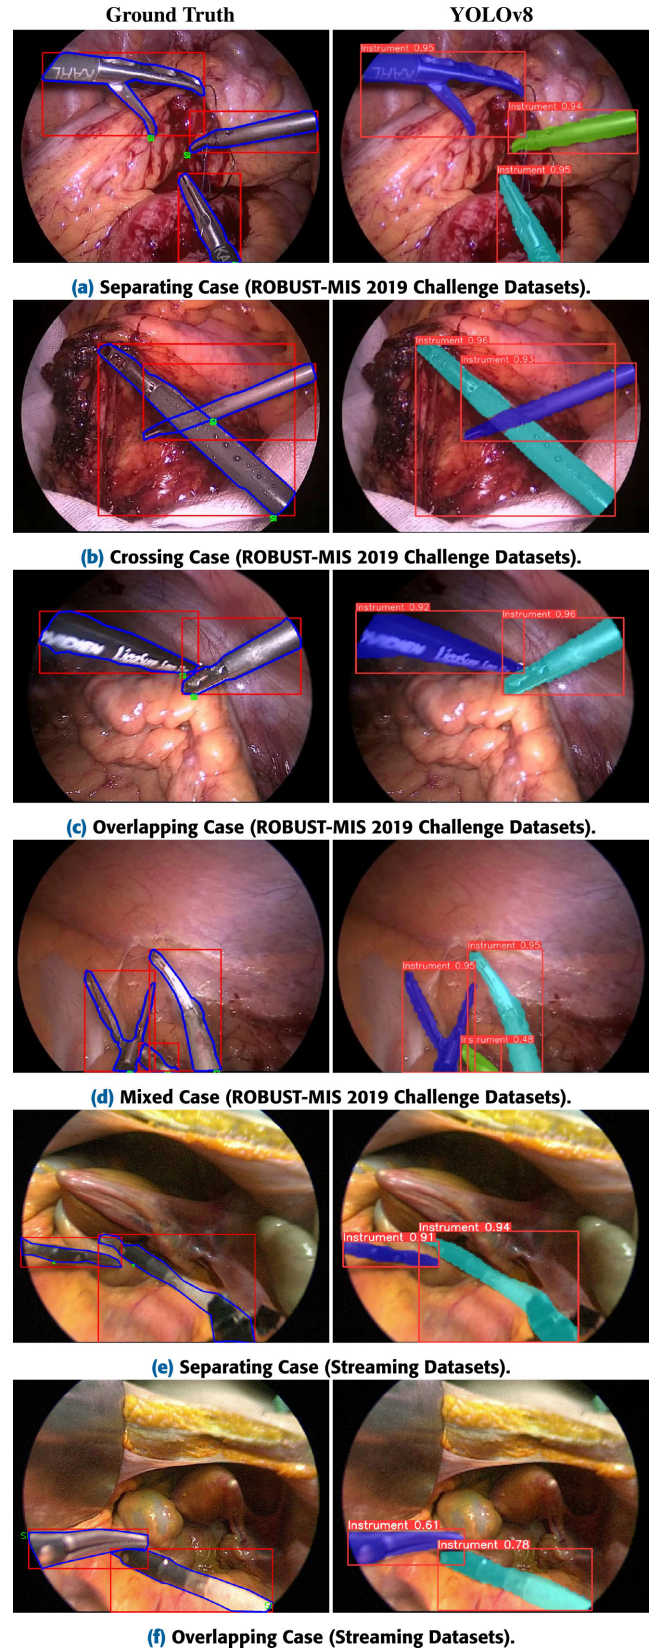 Ground Truth YOLOv8
KAHL
Instrument 0.95
Instrument 0.94
Instrument 0.95
(a) Separating Case (ROBUST-MIS 2019 Challenge Datasets).
Instrument 0.96
Instrument 0.93
(b) Crossing Case (ROBUST-MIS 2019 Challenge Datasets).
Instrument 0.92
Instrument 0.96
(c) Overlapping Case (ROBUST-MIS 2019 Challenge Datasets).
Instrument 0.95
Instrument 0.95
0.48
(d) Mixed Case (ROBUST-MIS 2019 Challenge Datasets).
Instrument 0.94
Instrument 0.91
(e) Separating Case (Streaming Datasets).
Instrument 0.61
Instrument 0.78
(f) Overlapping Case (Streaming Datasets).